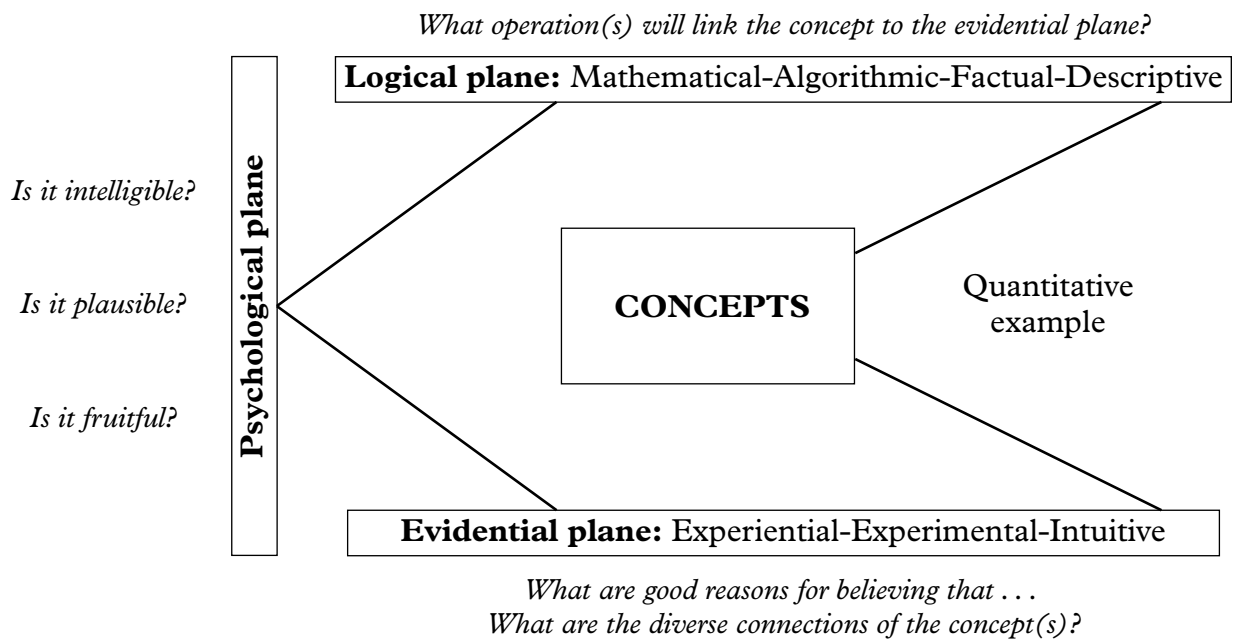 What operation(s) will link the concept to the evidential plane?
Logical plane: Mathematical-Algorithmic-Factual-Descriptive
Is it intelligible?
Is it plausible?
Is it fruitful?
Psychological plane
CONCEPTS
Quantitative
example
Evidential plane: Experiential-Experimental-Intuitive
What are good reasons for believing that . . .
What are the diverse connections of the concept(s)?